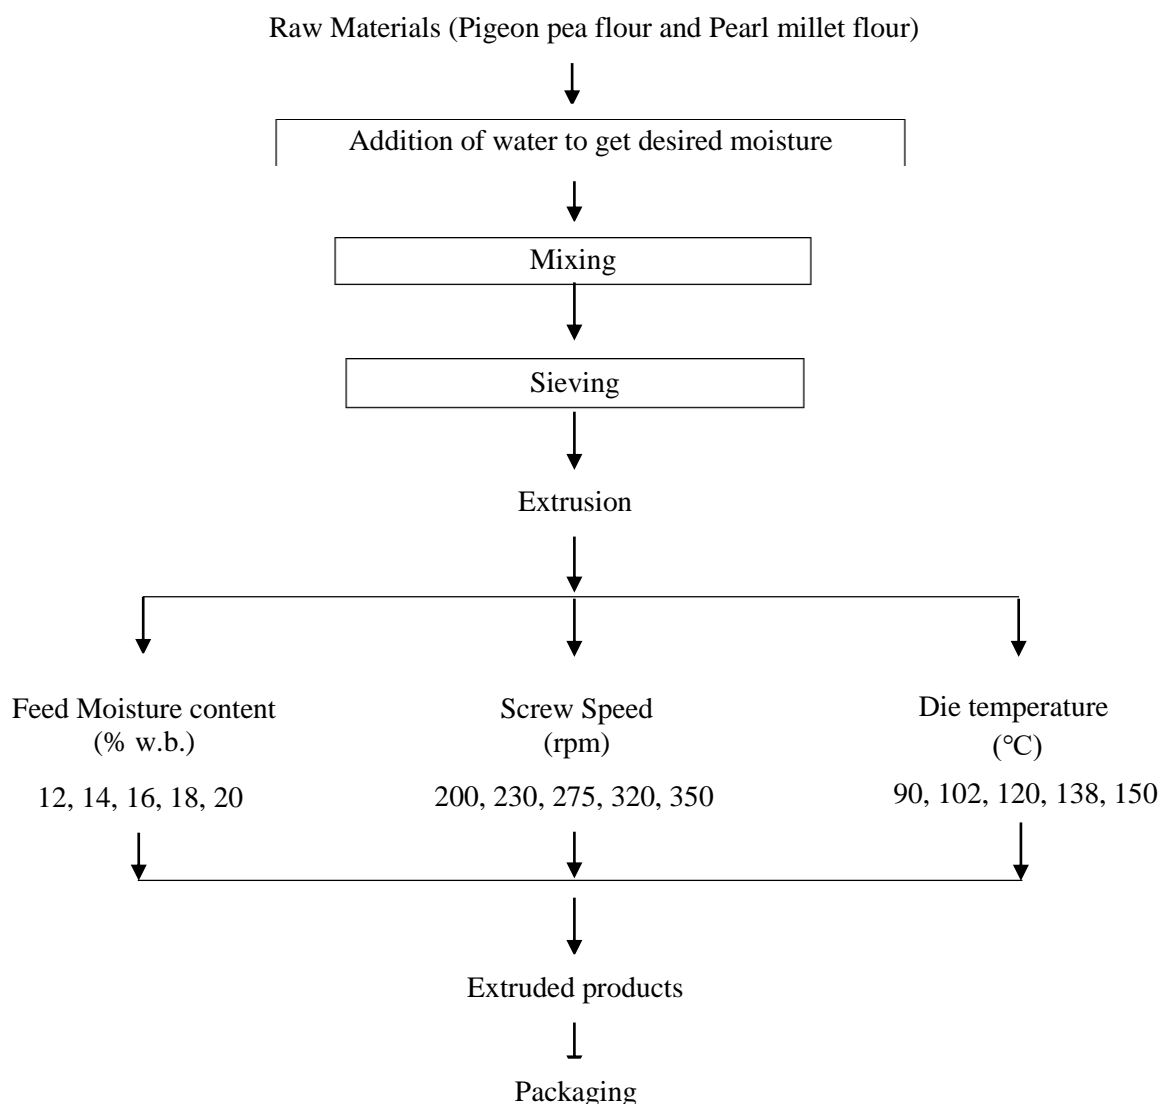 Raw Materials (Pigeon pea flour and Pearl millet flour)
Addition of water to get desired moisture
Mixing
Sieving
Extrusion
Feed Moisture content
(% w.b.)
12, 14, 16, 18, 20
Screw Speed
(rpm)
200, 230, 275, 320, 350
Die temperature
(°C)
90, 102, 120, 138, 150
Extruded products
Packaging